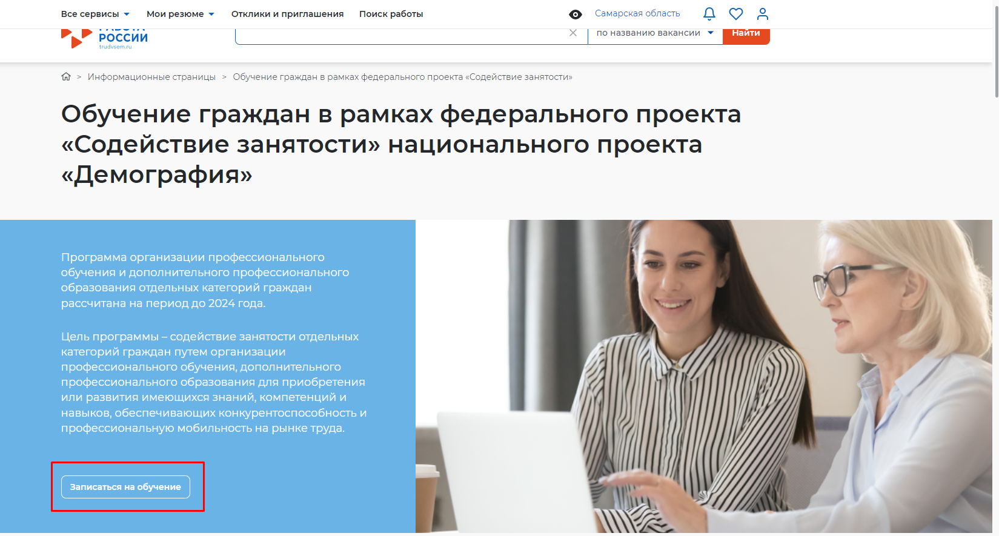 Все сервисы Мои резюме Отклики и приглашения Поиск работы Самарская область
РАБОТА
РОССИИ
trudvsem.ru
по названию вакансии Найти
> Информационные страницы > Обучение граждан в рамках федерального проекта «Содействие занятости»
Обучение граждан в рамках федерального проекта
«Содействие занятости» национального проекта
«Демография»
Программа организации профессионального
обучения и дополнительного профессионального
образования отдельных категорий граждан
рассчитана на период до 2024 года.
Цель программы – содействие занятости отдельных
категорий граждан путем организации
профессионального обучения, дополнительного
профессионального образования для приобретения
или развития имеющихся знаний, компетенций и
навыков, обеспечивающих конкурентоспособность и
профессиональную мобильность на рынке труда.
Записаться на обучение